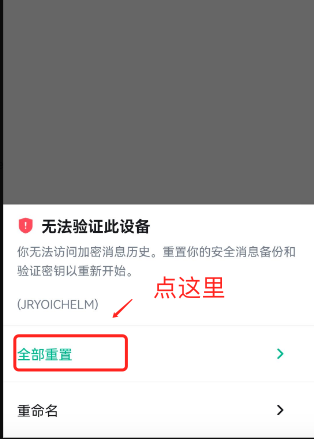 无法验证此设备
你无法访问加密消息历史。重置你的安全消息备份和
验证密钥以重新开始。
点这里
(JRYOICHELM)
全部重置
重命名